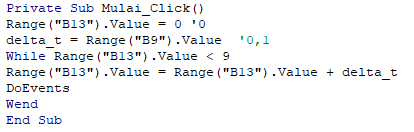 Private Sub Mulai_Click()
Range("B13").Value = 0 '0
delta_t = Range("B9").Value  '0,1
While Range("B13").Value < 9
Range("B13").Value = Range("B13").Value + delta_t
DoEvents
Wend
End Sub